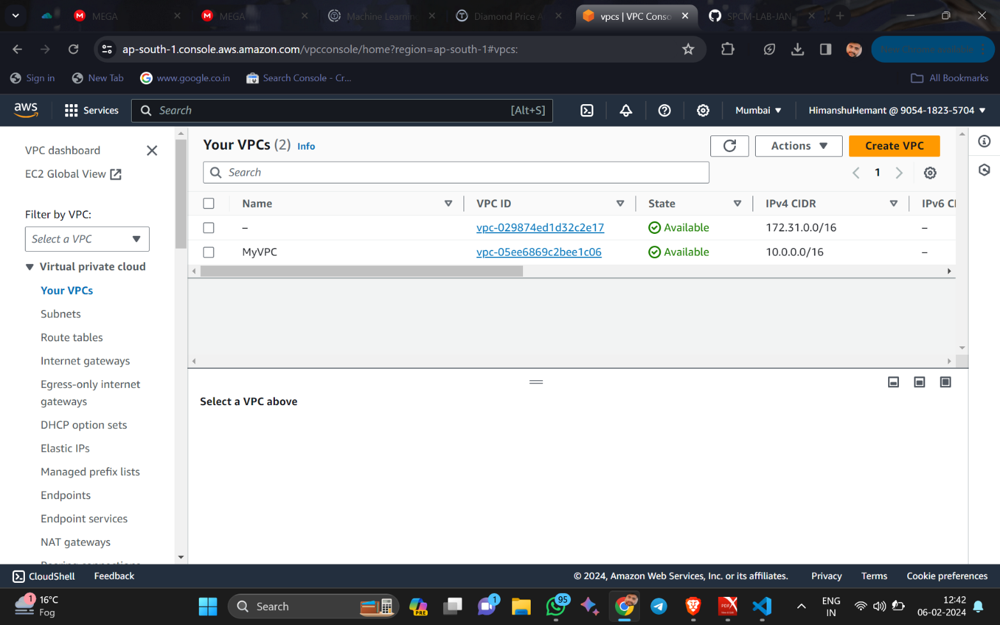 MEGA
MEGA
Machine Learning
Diamond Price A
vpcs | VPC Conso
SPCM-LAB-JAN-
ap-south-1.console.aws.amazon.com/vpcconsole/home?region=ap-south-1#vpcs:
New Chrome available
Sign in
New Tab
www.google.co.in
Search Console - Cr...
All Bookmarks
aws
Services
Search
[Alt+S]
Mumbai
HimanshuHemant @ 9054-1823-5704
VPC dashboard
EC2 Global View
Filter by VPC:
Select a VPC
Virtual private cloud
Your VPCs
Subnets
Route tables
Internet gateways
Egress-only internet
gateways
DHCP option sets
Elastic IPs
Managed prefix lists
Endpoints
Endpoint services
NAT gateways
Your VPCs (2) Info
Actions
Create VPC
Search
1
Name VPC ID State IPv4 CIDR IPv6 CI
– vpc-029874ed1d32c2e17 Available 172.31.0.0/16 –
MyVPC vpc-05ee6869c2bee1c06 Available 10.0.0.0/16 –
Select a VPC above
CloudShell
Feedback
© 2024, Amazon Web Services, Inc. or its affiliates.
Privacy
Terms
Cookie preferences
1
16°C
Fog
Search
PRE
1
95
PDF
ENG
IN
12:42
06-02-2024